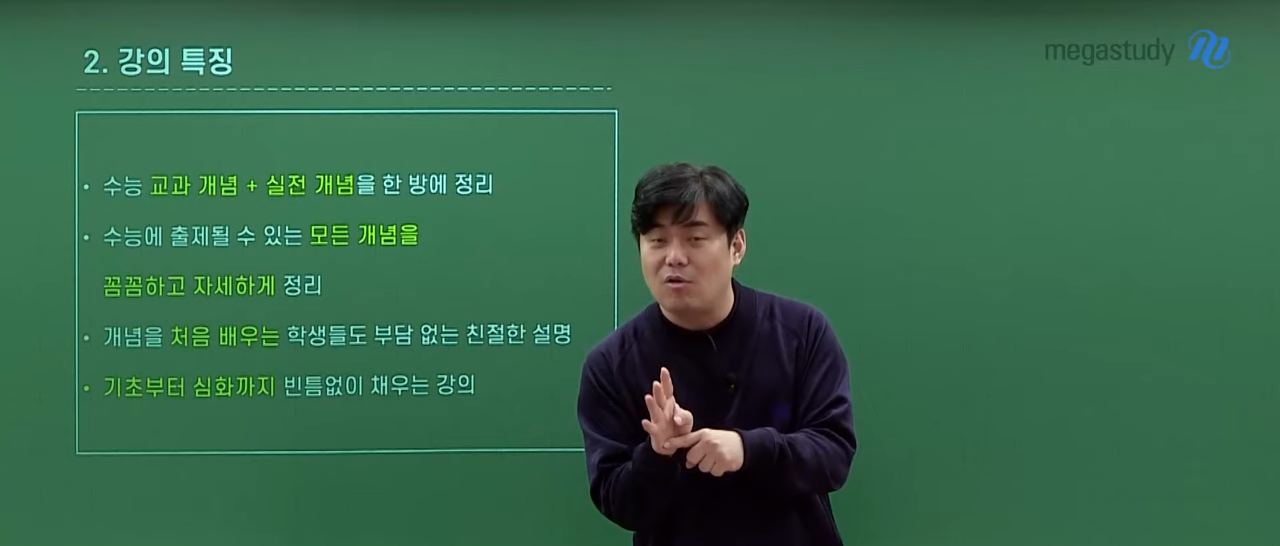 2. 강의 특징
megastudy
• 수능 교과 개념 + 실전 개념을 한 방에 정리
• 수능에 출제될 수 있는 모든 개념을
꼼꼼하고 자세하게 정리
• 개념을 처음 배우는 학생들도 부담 없는 친절한 설명
• 기초부터 심화까지 빈틈없이 채우는 강의